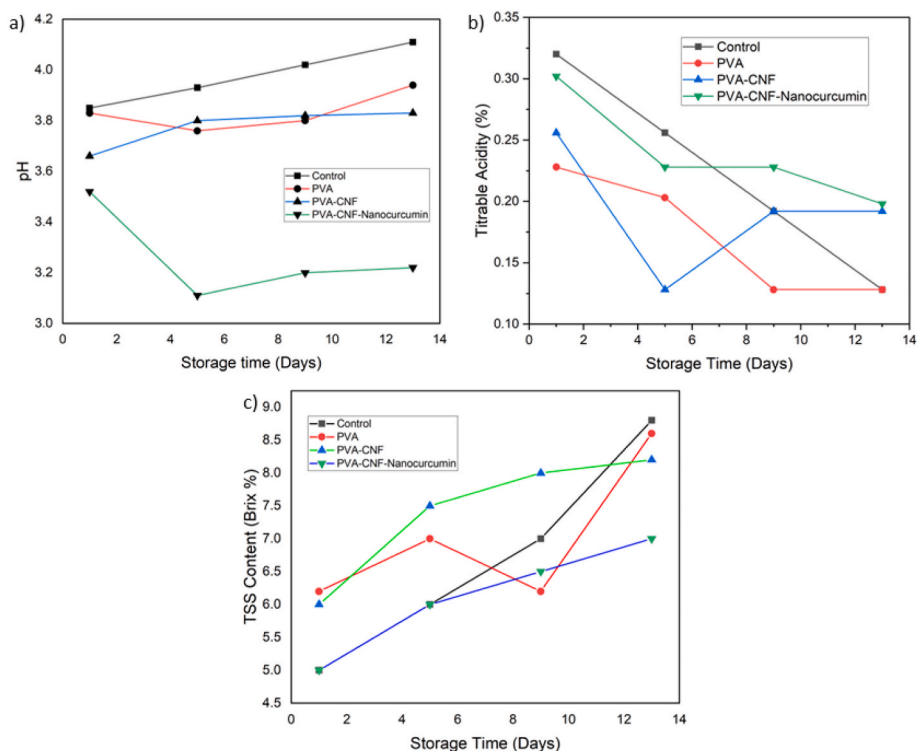 a)
4.2
4.0
3.8
3.6
3.4
3.2
3.0
pH
Control
PVA
PVA-CNF
PVA-CNF-Nanocurcumin
0 2 4 6 8 10 12 14
Storage time (Days)
b)
0.35
0.30
0.25
0.20
0.15
0.10
Titrable Acidity (%)
Control
PVA
PVA-CNF
PVA-CNF-Nanocurcumin
0 2 4 6 8 10 12 14
Storage Time (Days)
c)
9.0
8.5
8.0
7.5
7.0
6.5
6.0
5.5
5.0
4.5
TSS Content (Brix %)
Control
PVA
PVA-CNF
PVA-CNF-Nanocurcumin
0 2 4 6 8 10 12 14
Storage Time (Days)